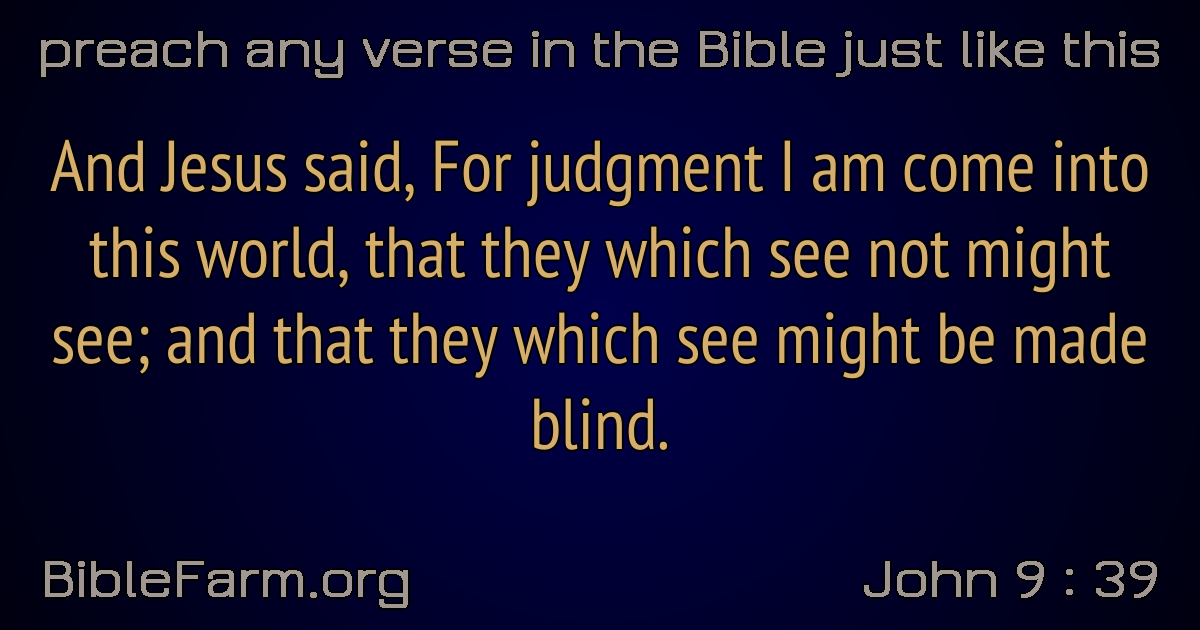 preach any verse in the Bible just like this
And Jesus said, For judgment I am come into
this world, that they which see not might
see; and that they which see might be made
blind.
BibleFarm.org
John 9 : 39